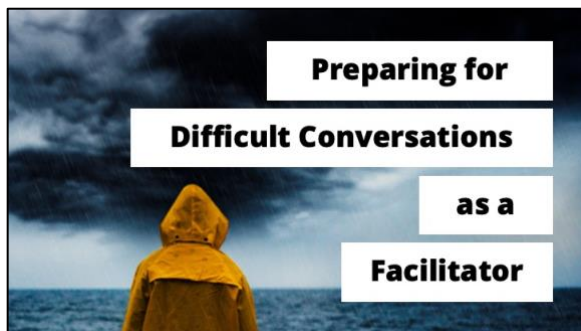 Preparing for
Difficult Conversations
as a
Facilitator